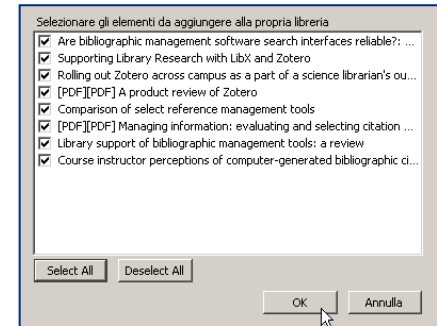 Selezionare gli elementi da aggiungere alla propria libreria
Are bibliographic management software search interfaces reliable?: ...
Supporting Library Research with LibX and Zotero
Rolling out Zotero across campus as a part of a science librarian's ou...
[PDF][PDF] A product review of Zotero
Comparison of select reference management tools
[PDF][PDF] Managing information: evaluating and selecting citation ...
Library support of bibliographic management tools: a review
Course instructor perceptions of computer-generated bibliographic ci...
Select All Deselect All
OK Annulla